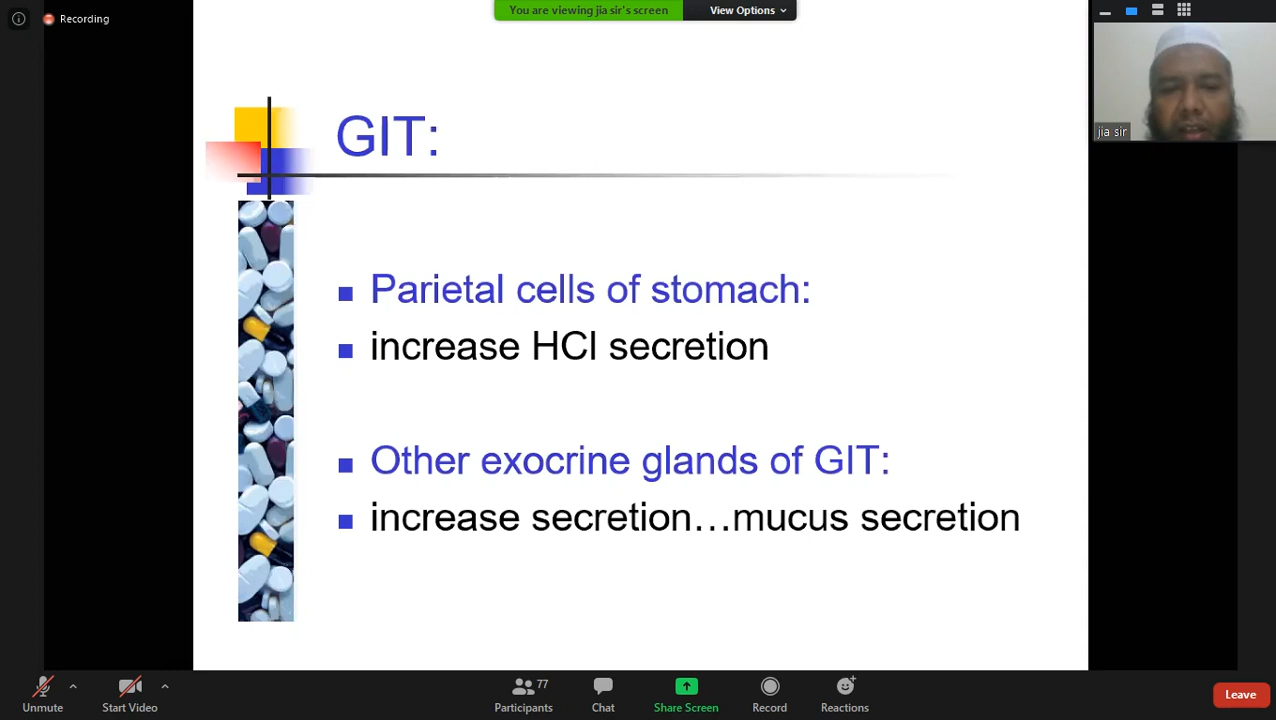 Recording
You are viewing jia sir's screen
View Options
jia sir
GIT:
Parietal cells of stomach:
increase HCl secretion
Other exocrine glands of GIT:
increase secretion…mucus secretion
Unmute
Start Video
77
Participants
Chat
Share Screen
Record
Reactions
Leave